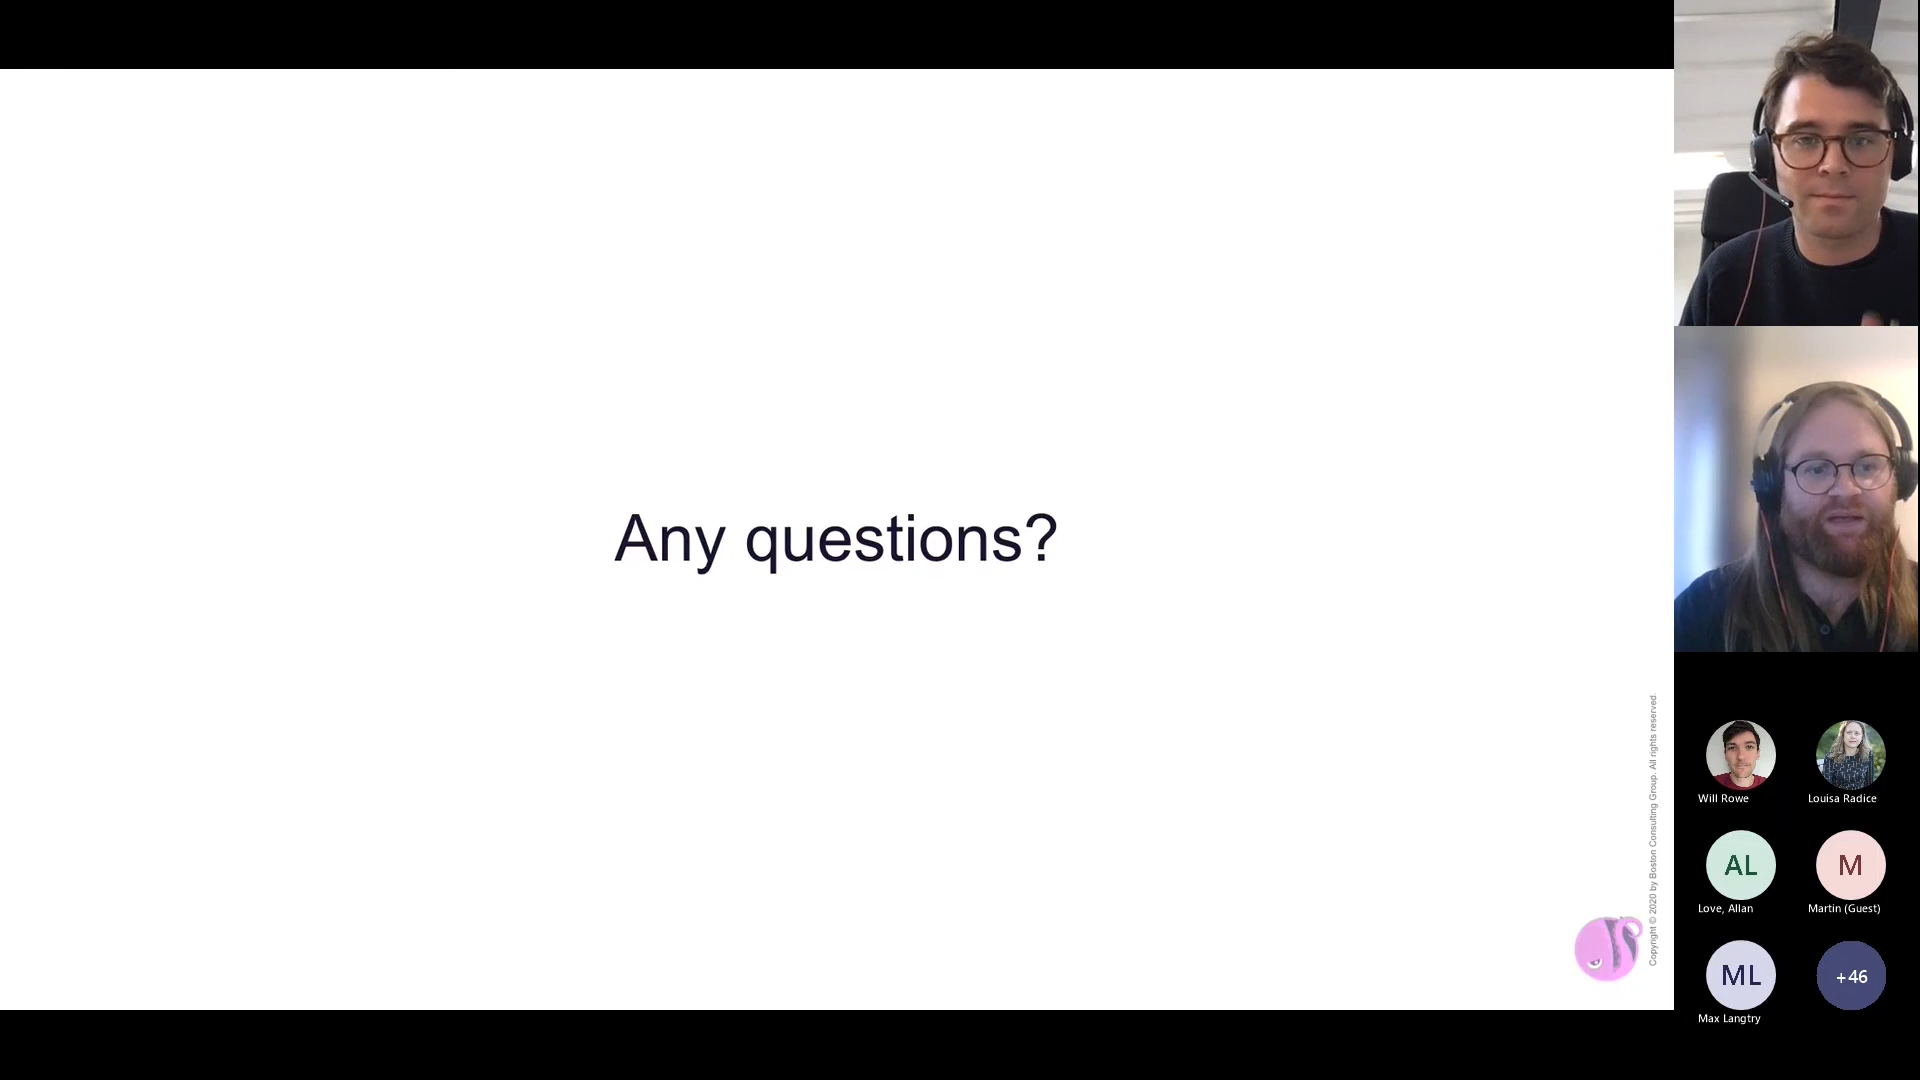 Any questions?
Copyright © 2020 by Boston Consulting Group. All rights reserved.
Will Rowe
Louisa Radice
AL
M
Love, Allan
Martin (Guest)
ML
+46
Max Langtry